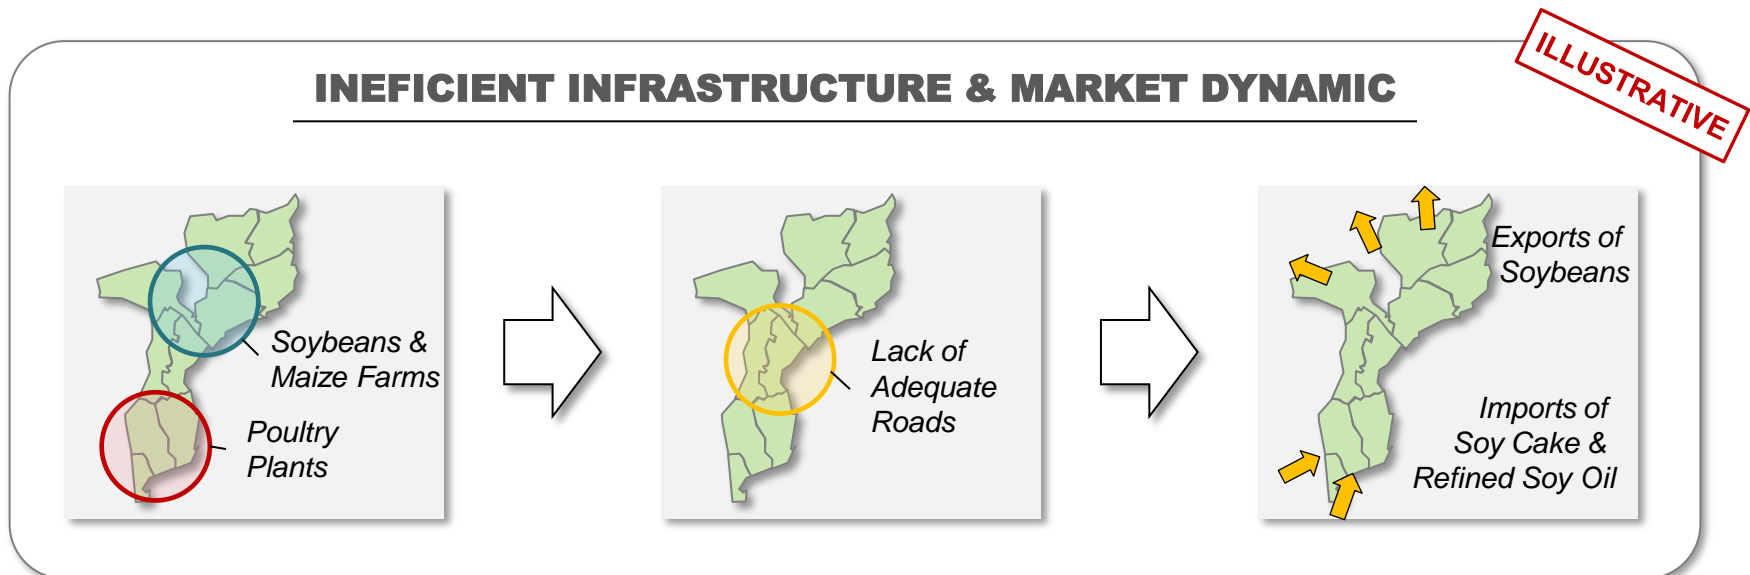 ILLUSTRATIVE
INEFICIENT INFRASTRUCTURE & MARKET DYNAMIC
Soybeans &
Maize Farms
Poultry
Plants
Lack of
Adequate
Roads
Exports of
Soybeans
Imports of
Soy Cake &
Refined Soy Oil